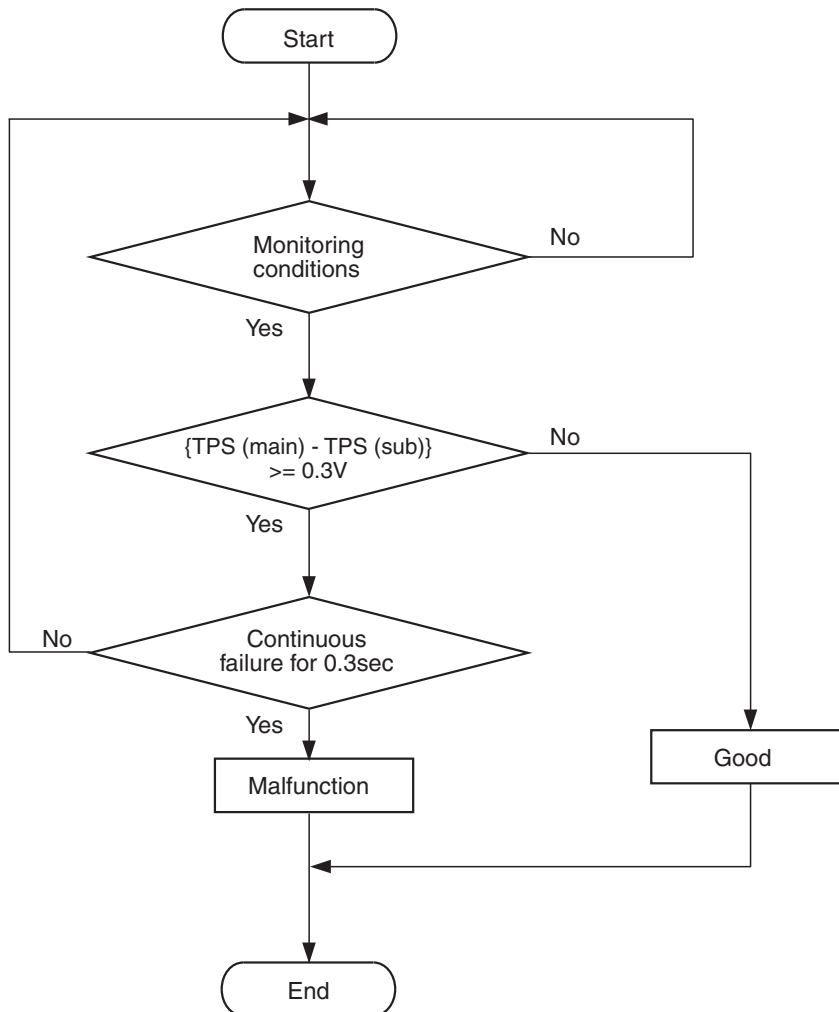 Start
Monitoring
conditions
No
Yes
{TPS (main) - TPS (sub)}
>= 0.3V
No
Yes
Continuous
failure for 0.3sec
No
Yes
Malfunction
Good
End